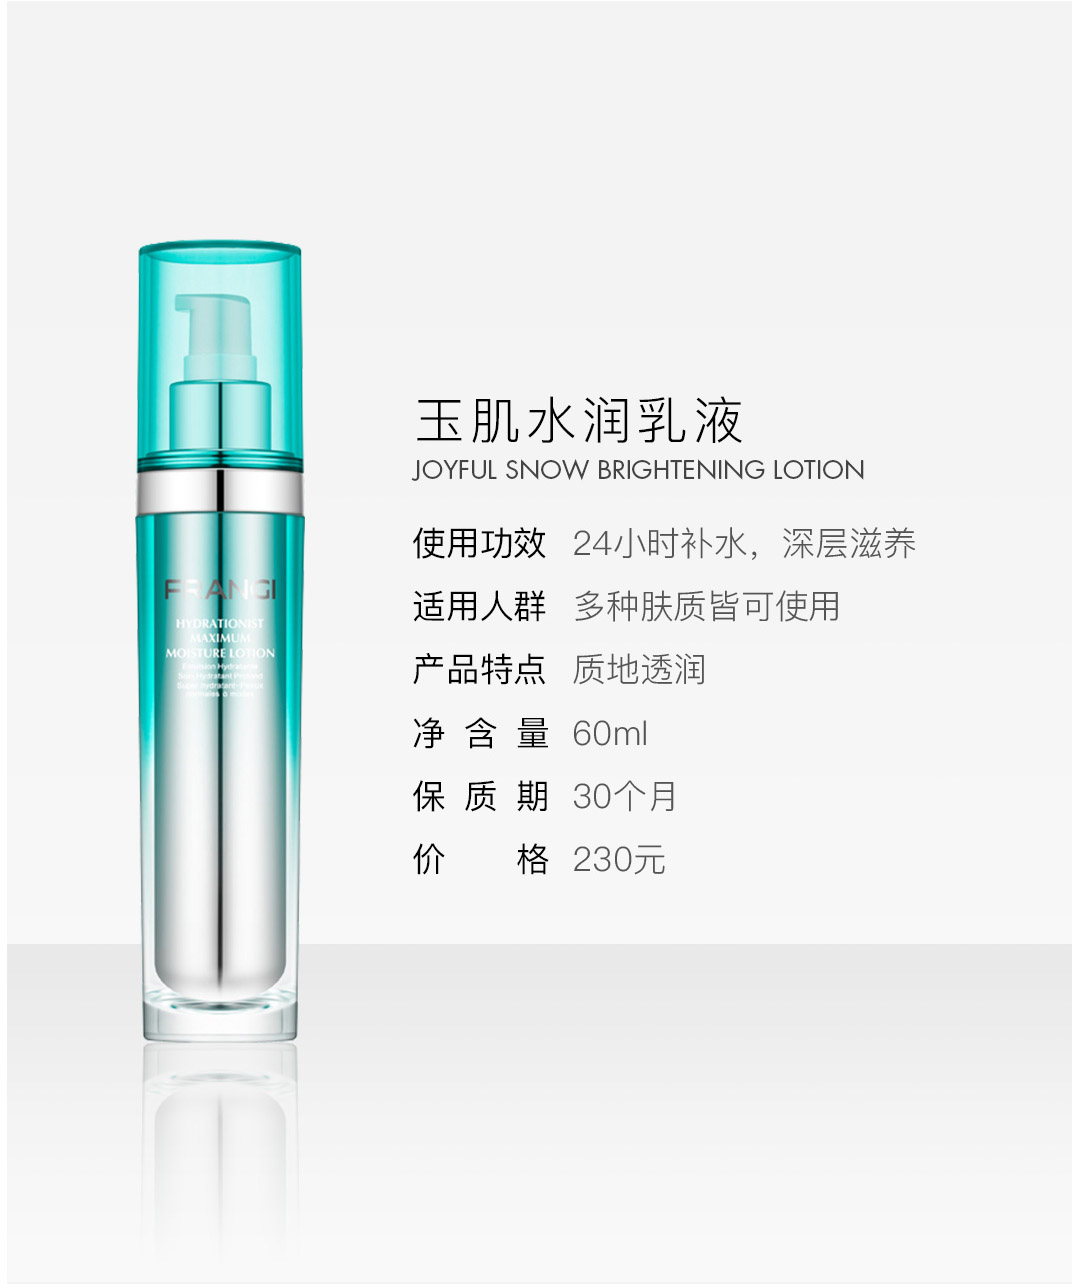 FRANGI
HYDRATIONIST
MAXIMUM
MOISTURE LOTION
玉肌水润乳液
JOYFUL SNOW BRIGHTENING LOTION
使用功效 24小时补水，深层滋养
适用人群 多种肤质皆可使用
产品特点 质地透润
净含量 60ml
保质期 30个月
价格 230元